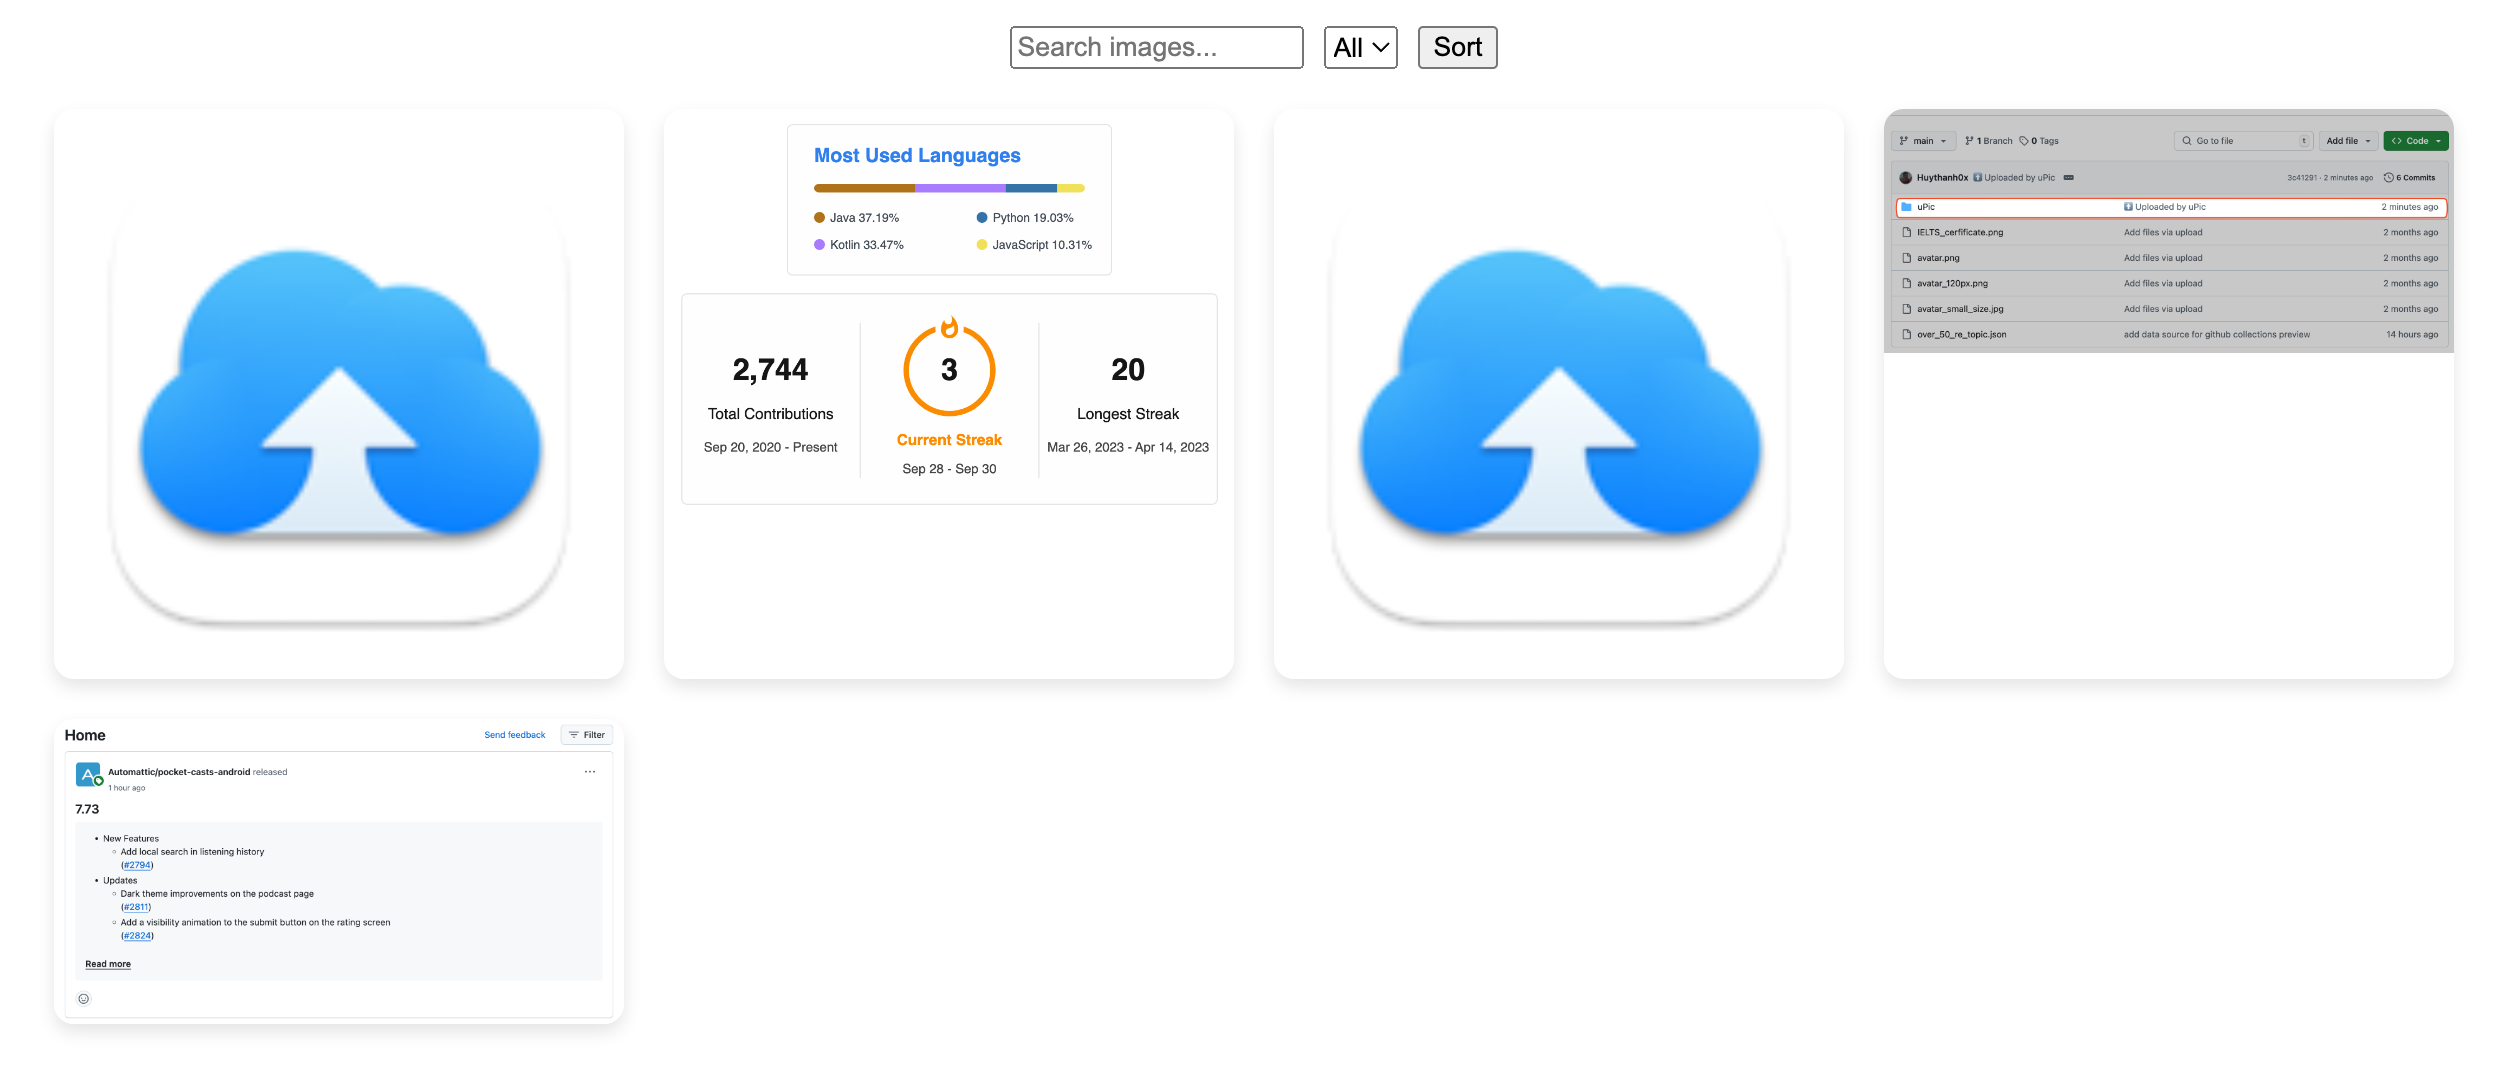 Search images...
All
Sort
Most Used Languages
Java 37.19%
Python 19.03%
Kotlin 33.47%
JavaScript 10.31%
2,744
Total Contributions
Sep 20, 2020 - Present
3
Current Streak
Sep 28 - Sep 30
20
Longest Streak
Mar 26, 2023 - Apr 14, 2023
main
1 Branch
0 Tags
Go to file
t
Add file
Code
Huythanh0x
Uploaded by uPic
3c41291 · 2 minutes ago
6 Commits
uPic
Uploaded by uPic
2 minutes ago
IELTS_cerfificate.png
Add files via upload
2 months ago
avatar.png
Add files via upload
2 months ago
avatar_120px.png
Add files via upload
2 months ago
avatar_small_size.jpg
Add files via upload
2 months ago
over_50_re_topic.json
add data source for github collections preview
14 hours ago
Home
Send feedback
Filter
Automattic/pocket-casts-android released
1 hour ago
7.73
New Features
Add local search in listening history
(#2794)
Updates
Dark theme improvements on the podcast page
(#2811)
Add a visibility animation to the submit button on the rating screen
(#2824)
Read more